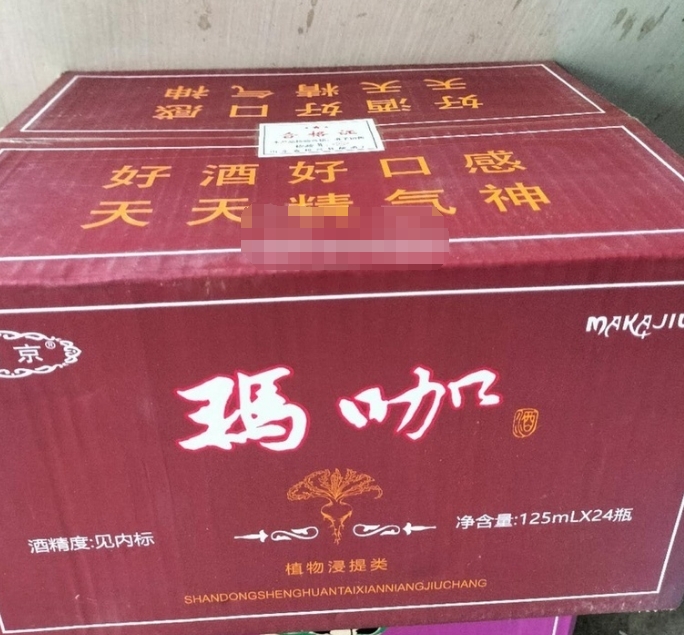 好酒好口感
天天精气神
合格证
好酒好口感
天天精气神
京®
MAKAJIU
玛咖
酒
酒精度:见内标
净含量:125mLX24瓶
植物浸提类
SHANDONGSHENGHUANTAIXIANNIANGJIUCHANG